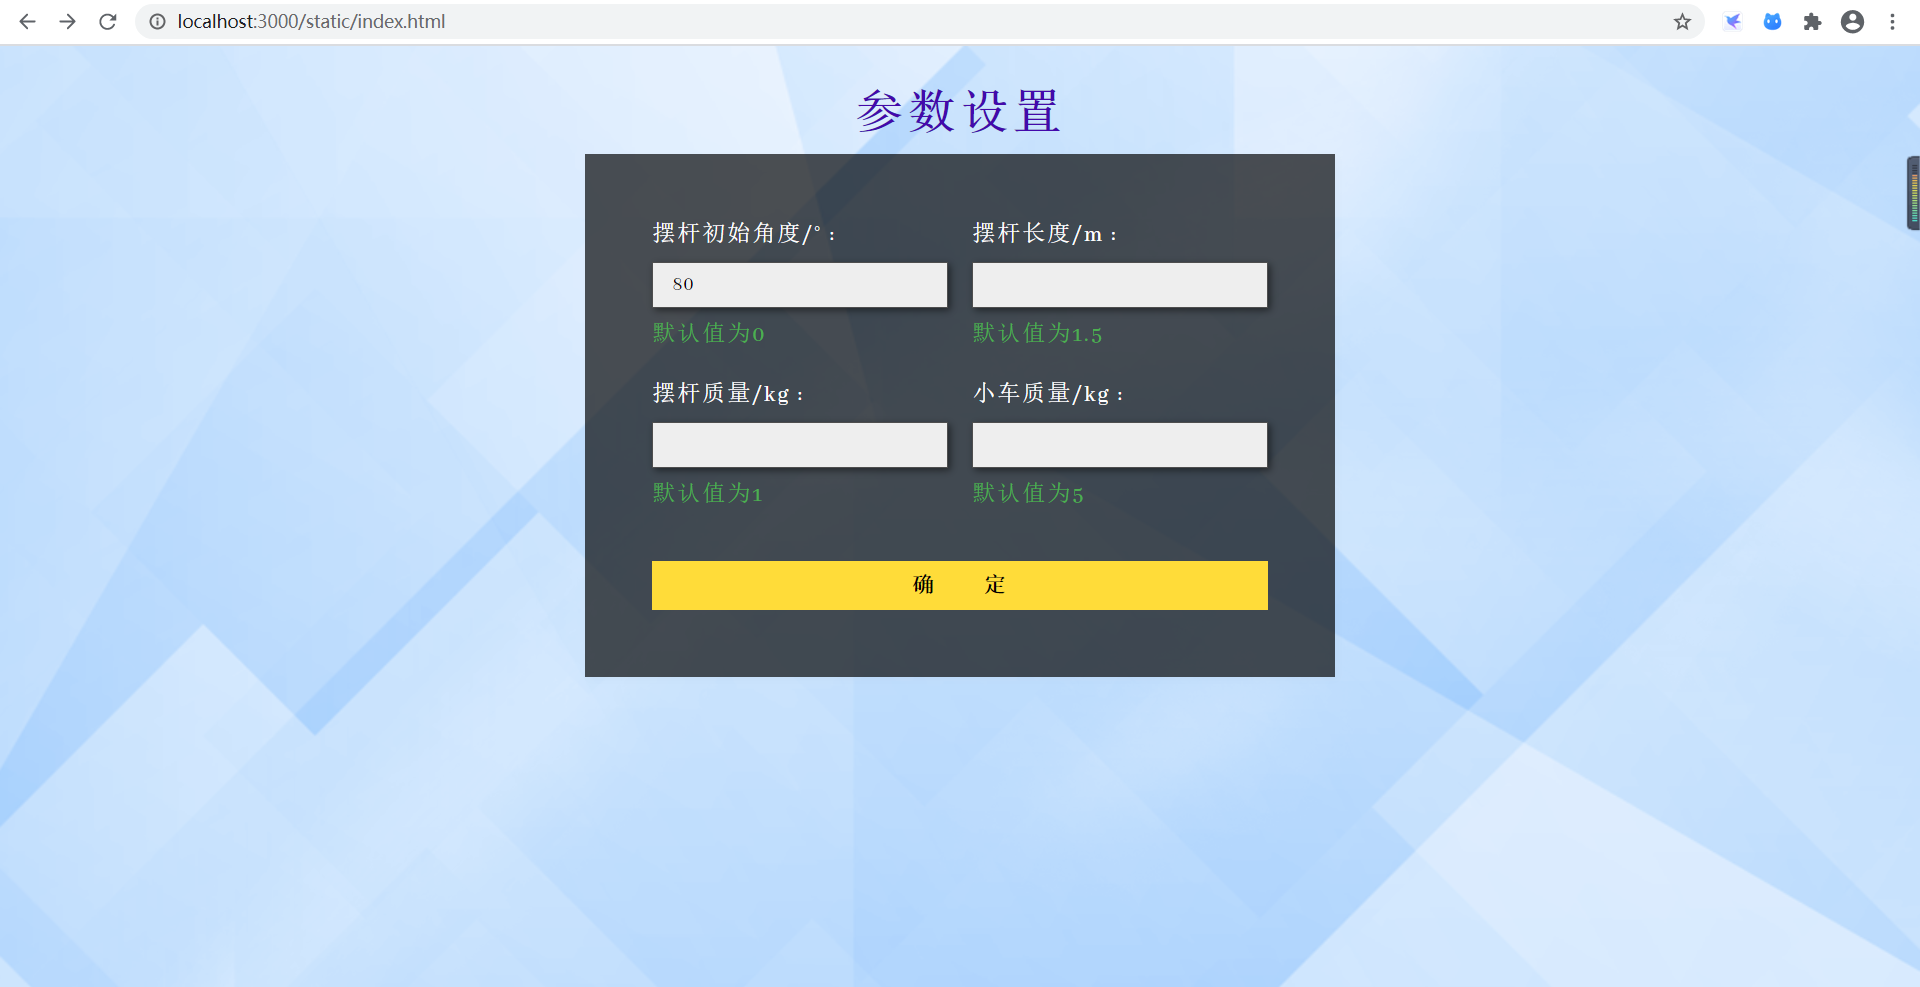 localhost:3000/static/index.html
参数设置
摆杆初始角度/°：
摆杆长度/m：
80
默认值为0
默认值为1.5
摆杆质量/kg：
小车质量/kg：
默认值为1
默认值为5
确 定